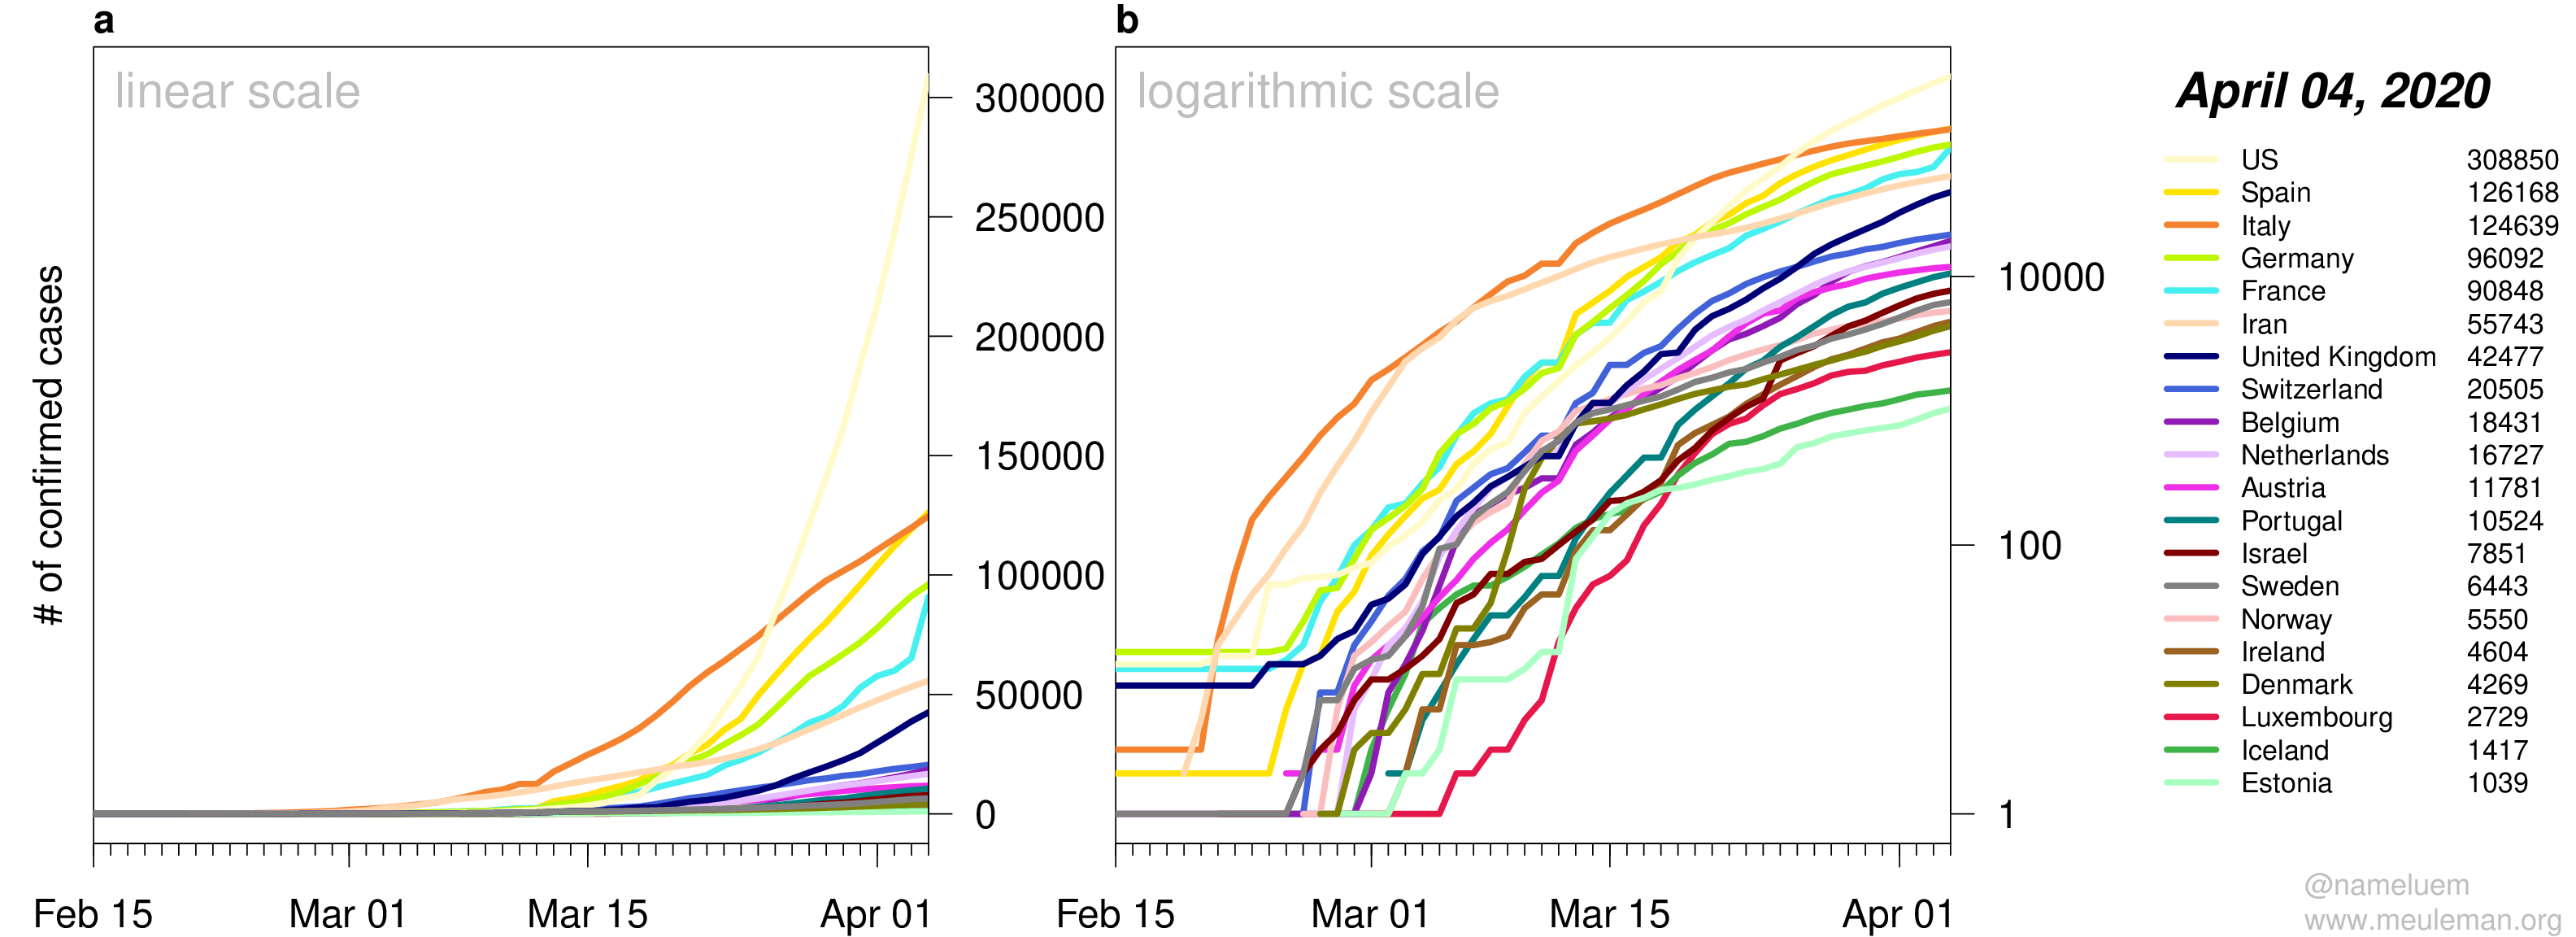 a
linear scale
# of confirmed cases
300000
250000
200000
150000
100000
50000
0
Feb 15 Mar 01 Mar 15 Apr 01
b
logarithmic scale
10000
100
1
Feb 15 Mar 01 Mar 15 Apr 01
April 04, 2020
US 308850
Spain 126168
Italy 124639
Germany 96092
France 90848
Iran 55743
United Kingdom 42477
Switzerland 20505
Belgium 18431
Netherlands 16727
Austria 11781
Portugal 10524
Israel 7851
Sweden 6443
Norway 5550
Ireland 4604
Denmark 4269
Luxembourg 2729
Iceland 1417
Estonia 1039
@nameluem
www.meuleman.org